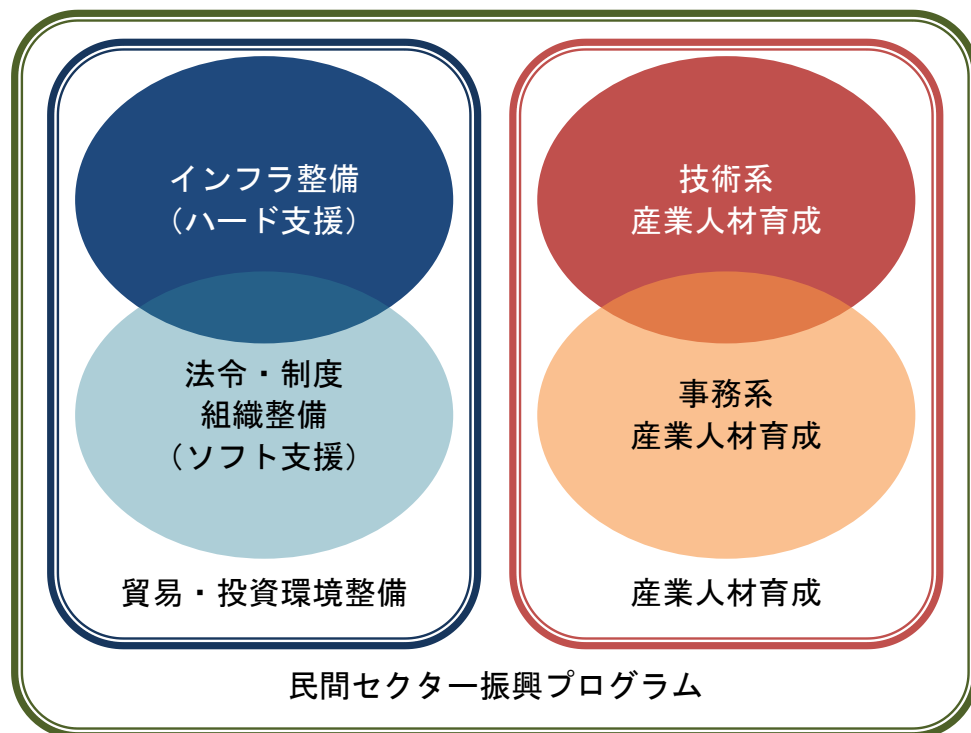 インフラ整備
（ハード支援）
法令・制度
組織整備
（ソフト支援）
貿易・投資環境整備
技術系
産業人材育成
事務系
産業人材育成
産業人材育成
民間セクター振興プログラム